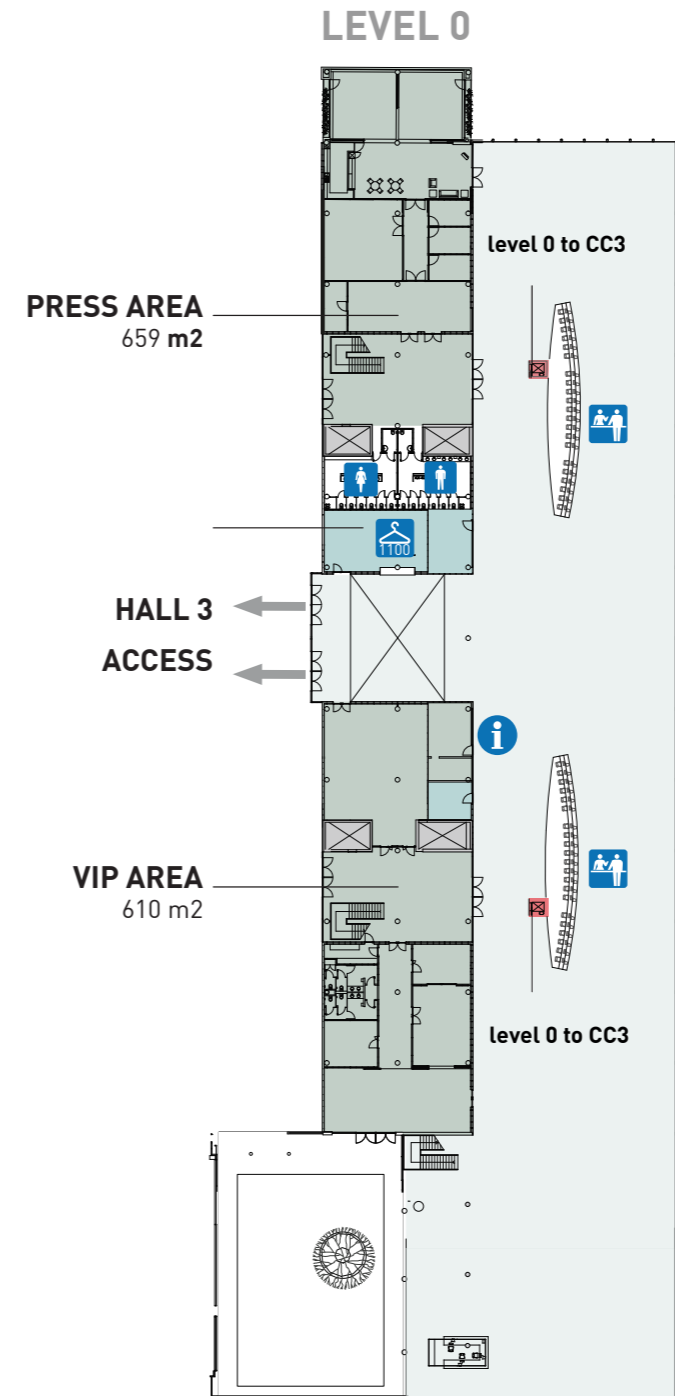 LEVEL 0
level 0 to CC3
PRESS AREA
659 m2
1100
HALL 3
ACCESS
i
VIP AREA
610 m2
level 0 to CC3